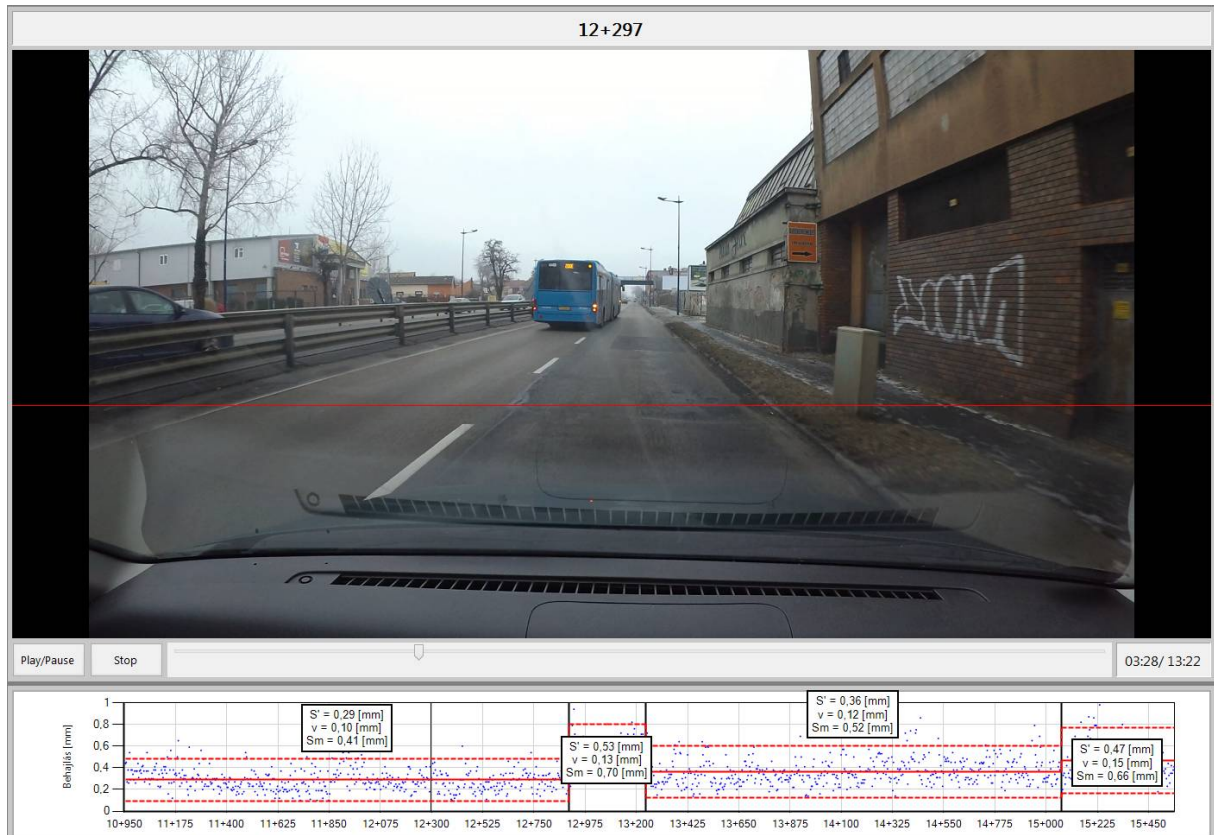 12+297
Play/Pause
Stop
03:28/ 13:22
Behajlás [mm]
1
0,8
0,6
0,4
0,2
0
S' = 0,29 [mm]
v = 0,10 [mm]
Sm = 0,41 [mm]
S' = 0,53 [mm]
v = 0,13 [mm]
Sm = 0,70 [mm]
S' = 0,36 [mm]
v = 0,12 [mm]
Sm = 0,52 [mm]
S' = 0,47 [mm]
v = 0,15 [mm]
Sm = 0,66 [mm]
10+950 11+175 11+400 11+625 11+850 12+075 12+300 12+525 12+750 12+975 13+200 13+425 13+650 13+875 14+100 14+325 14+550 14+775 15+000 15+225 15+450